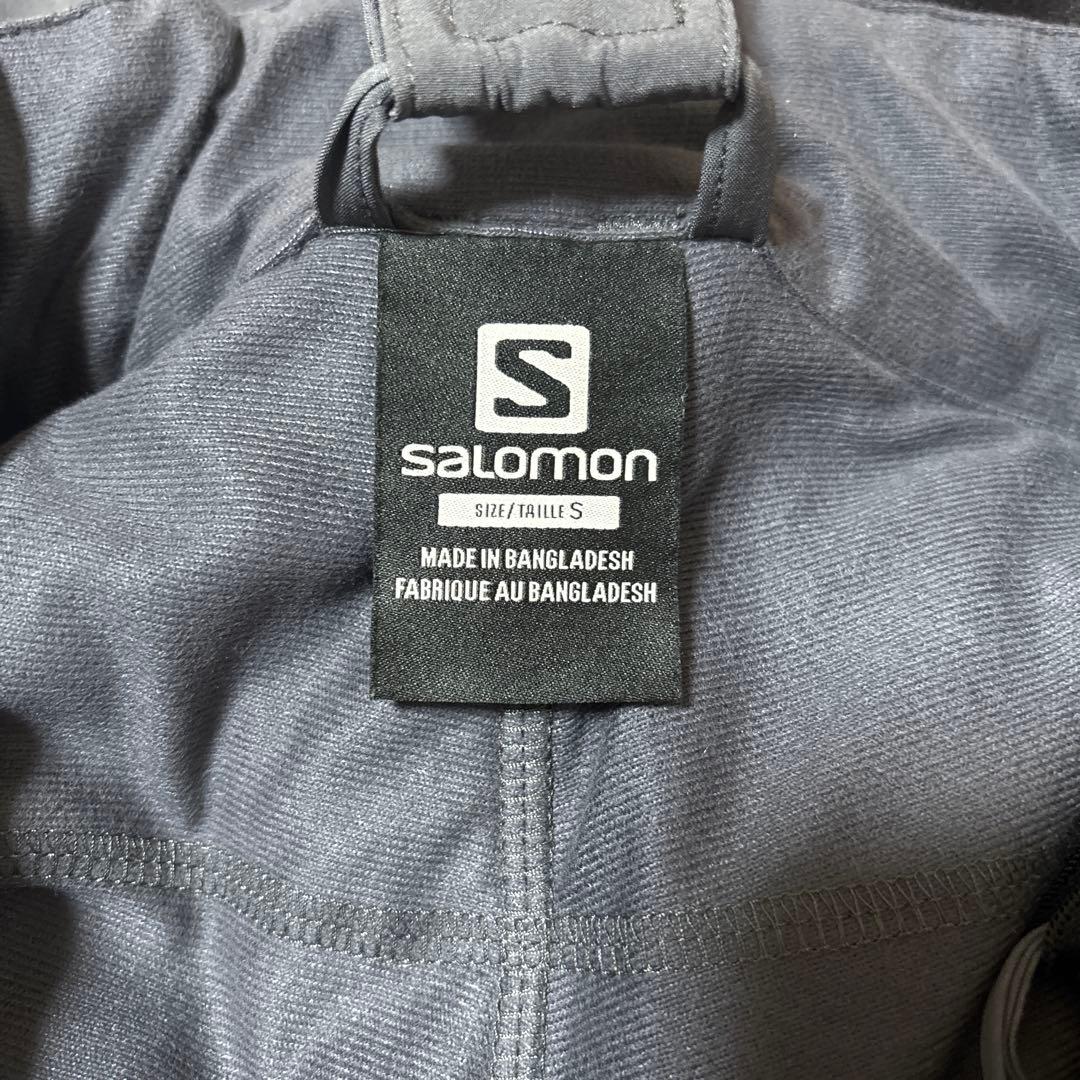 S
SALOMON
SIZE/TAILLE S
MADE IN BANGLADESH
FABRIQUE AU BANGLADESH